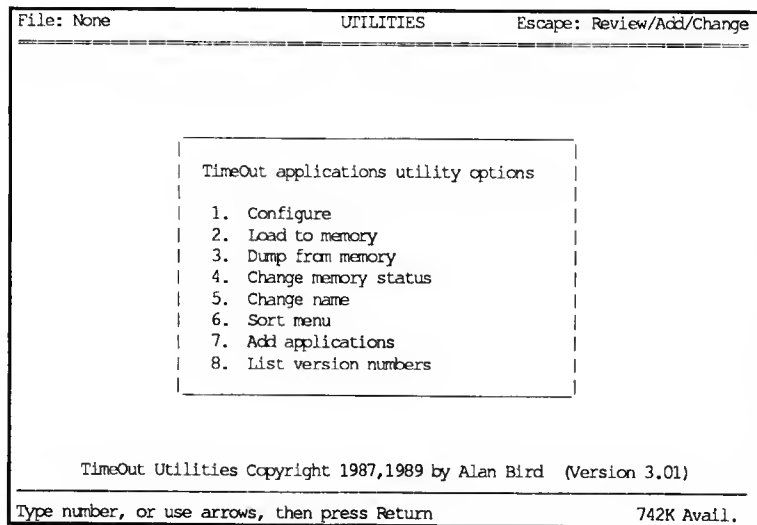 File: None UTILITIES Escape: Review/Add/Change
TimeOut applications utility options
1. Configure
2. Load to memory
3. Dump from memory
4. Change memory status
5. Change name
6. Sort menu
7. Add applications
8. List version numbers
TimeOut Utilities Copyright 1987,1989 by Alan Bird (Version 3.01)
Type number, or use arrows, then press Return 742K Avail.